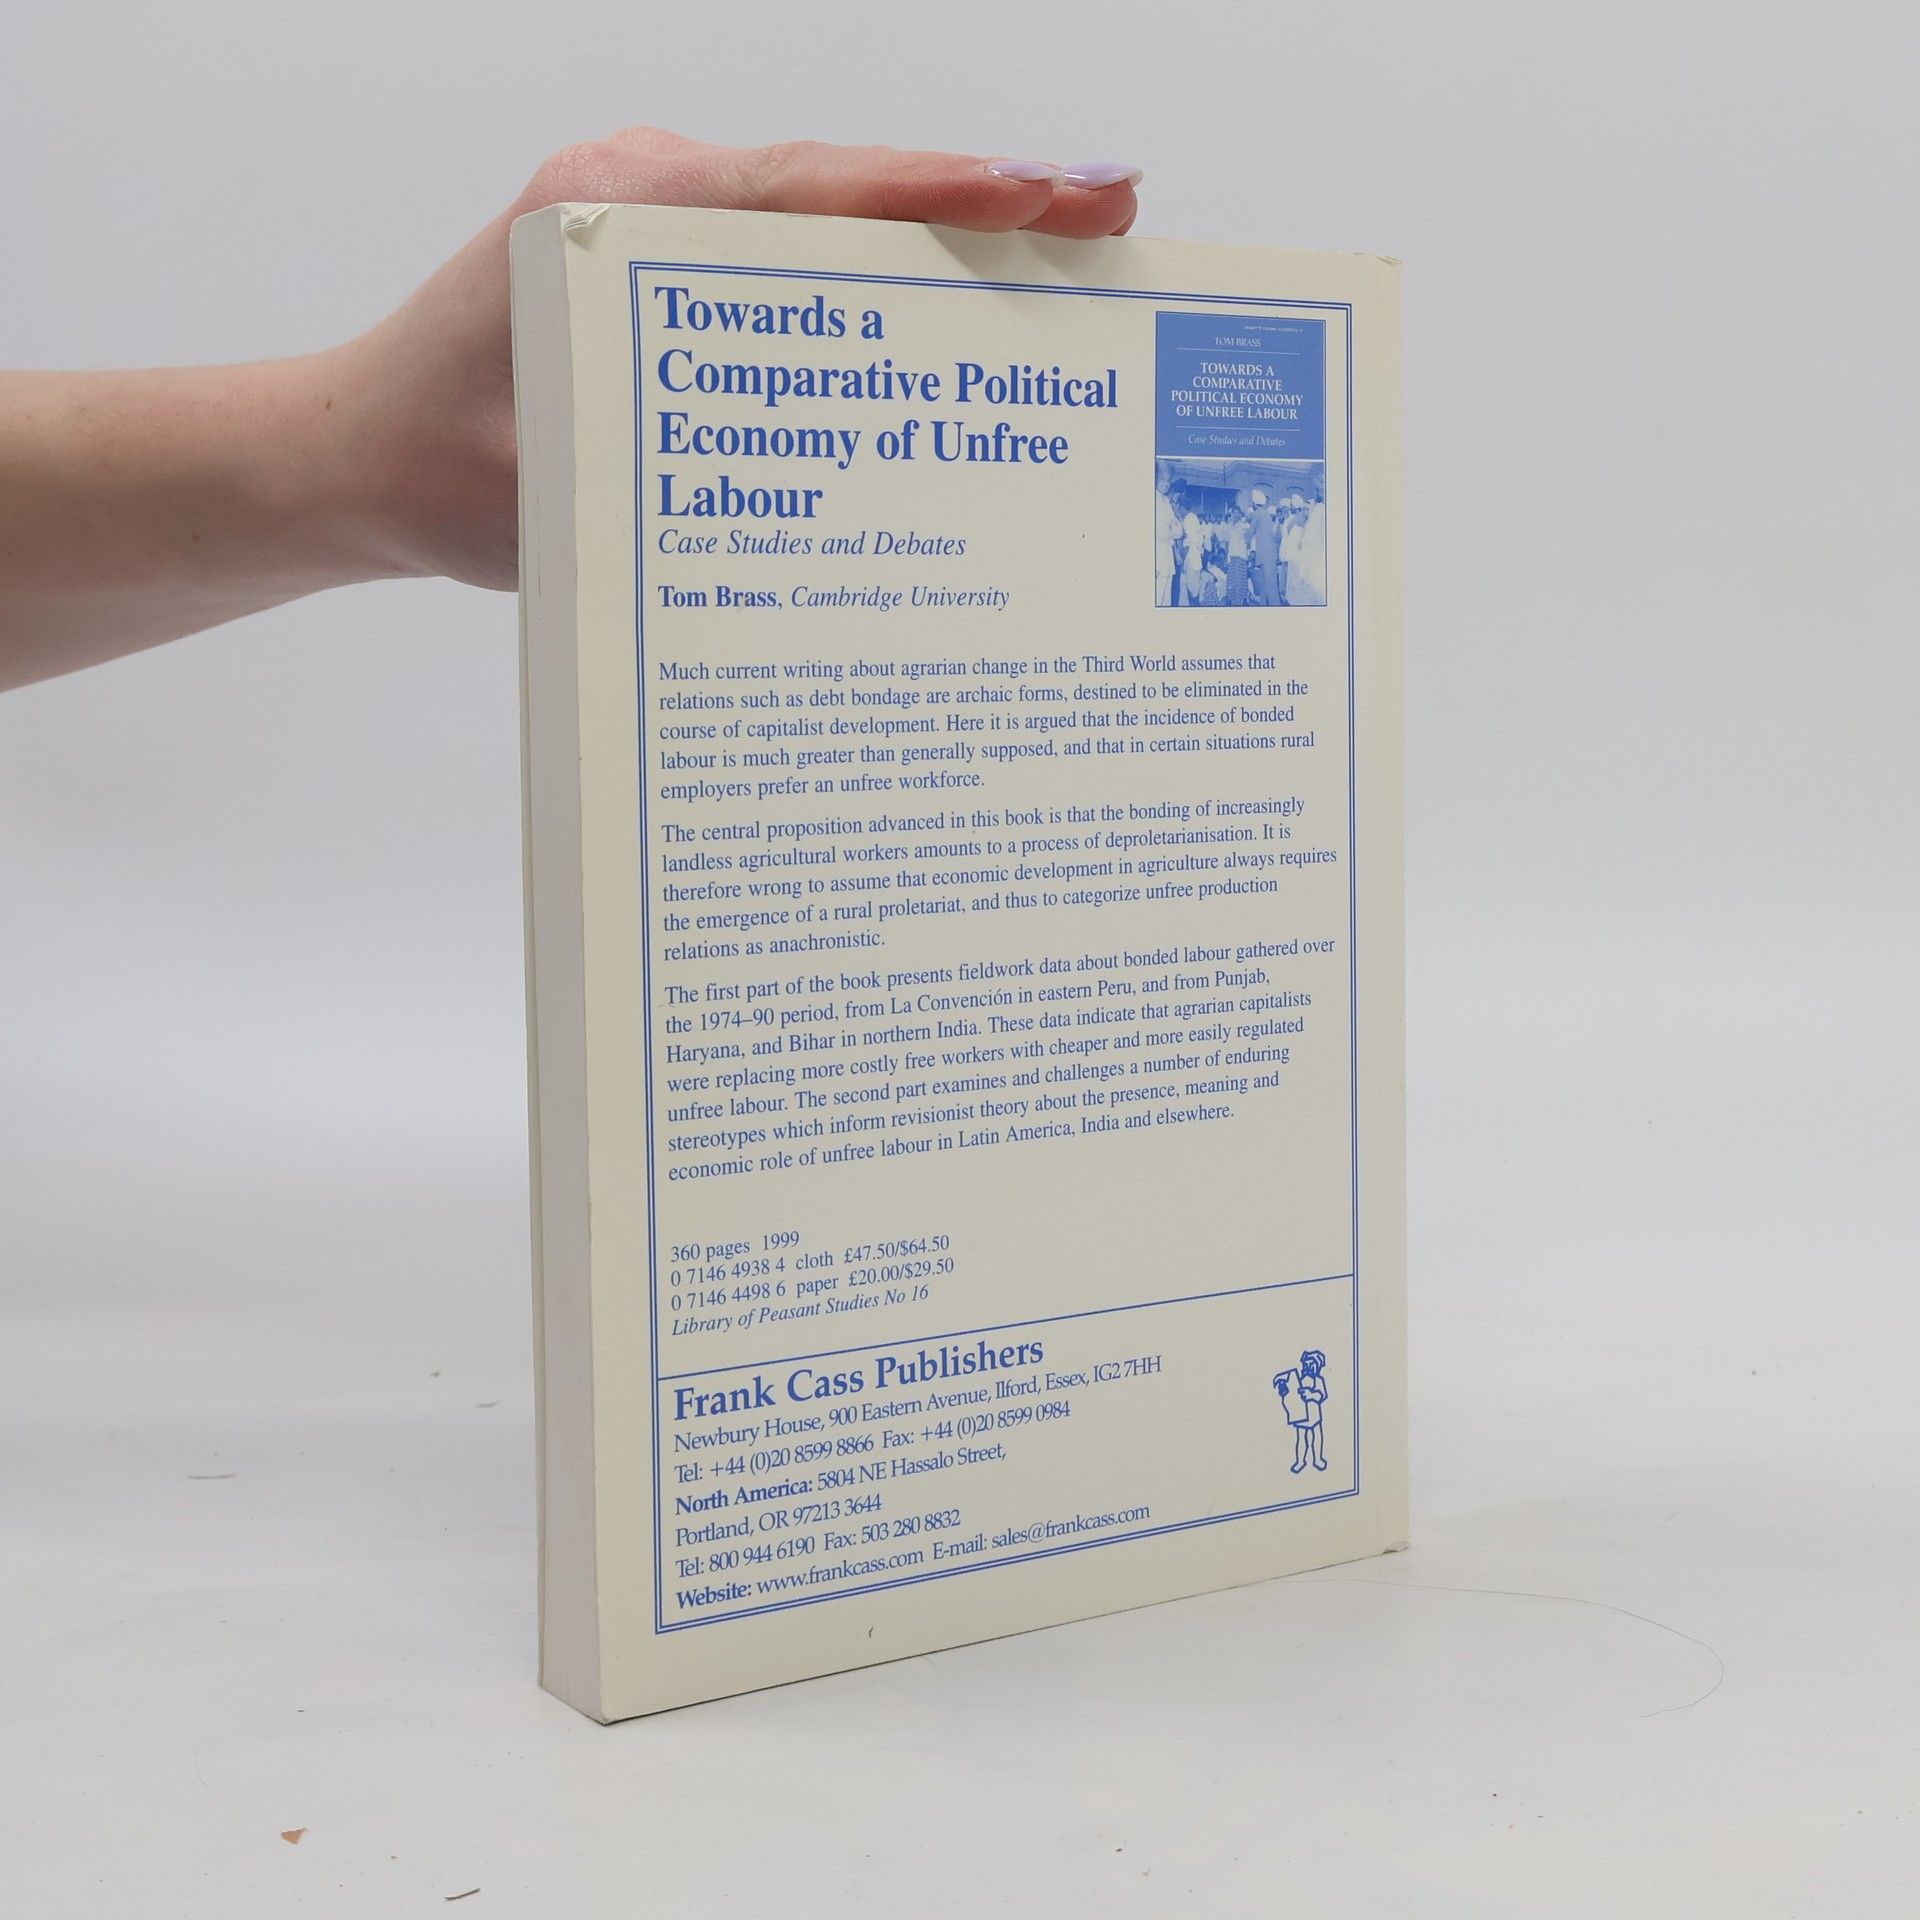 Towards a
Comparative Political
Economy of Unfree
Labour
Case Studies and Debates
Tom Brass, Cambridge University
TOM BRASS
TOWARDS A
COMPARATIVE
POLITICAL ECONOMY
OF UNFREE LABOUR
Case Studies and Debates
Much current writing about agrarian change in the Third World assumes that
relations such as debt bondage are archaic forms, destined to be eliminated in the
course of capitalist development. Here it is argued that the incidence of bonded
labour is much greater than generally supposed, and that in certain situations rural
employers prefer an unfree workforce.
The central proposition advanced in this book is that the bonding of increasingly
landless agricultural workers amounts to a process of deproletarianisation. It is
therefore wrong to assume that economic development in agriculture always requires
the emergence of a rural proletariat, and thus to categorize unfree production
relations as anachronistic.
The first part of the book presents fieldwork data about bonded labour gathered over
the 1974–90 period, from La Convención in eastern Peru, and from Punjab,
Haryana, and Bihar in northern India. These data indicate that agrarian capitalists
were replacing more costly free workers with cheaper and more easily regulated
unfree labour. The second part examines and challenges a number of enduring
stereotypes which inform revisionist theory about the presence, meaning and
economic role of unfree labour in Latin America, India and elsewhere.
360 pages 1999
0 7146 4938 4 cloth £47.50/$64.50
0 7146 4498 6 paper £20.00/$29.50
Library of Peasant Studies No 16
Frank Cass Publishers
Newbury House, 900 Eastern Avenue, Ilford, Essex, IG2 7HH
Tel: +44 (0)20 8599 8866 Fax: +44 (0)20 8599 0984
North America: 5804 NE Hassalo Street,
Portland, OR 97213 3644
Tel: 800 944 6190 Fax: 503 280 8832
Website: www.frankcass.com E-mail: sales@frankcass.com